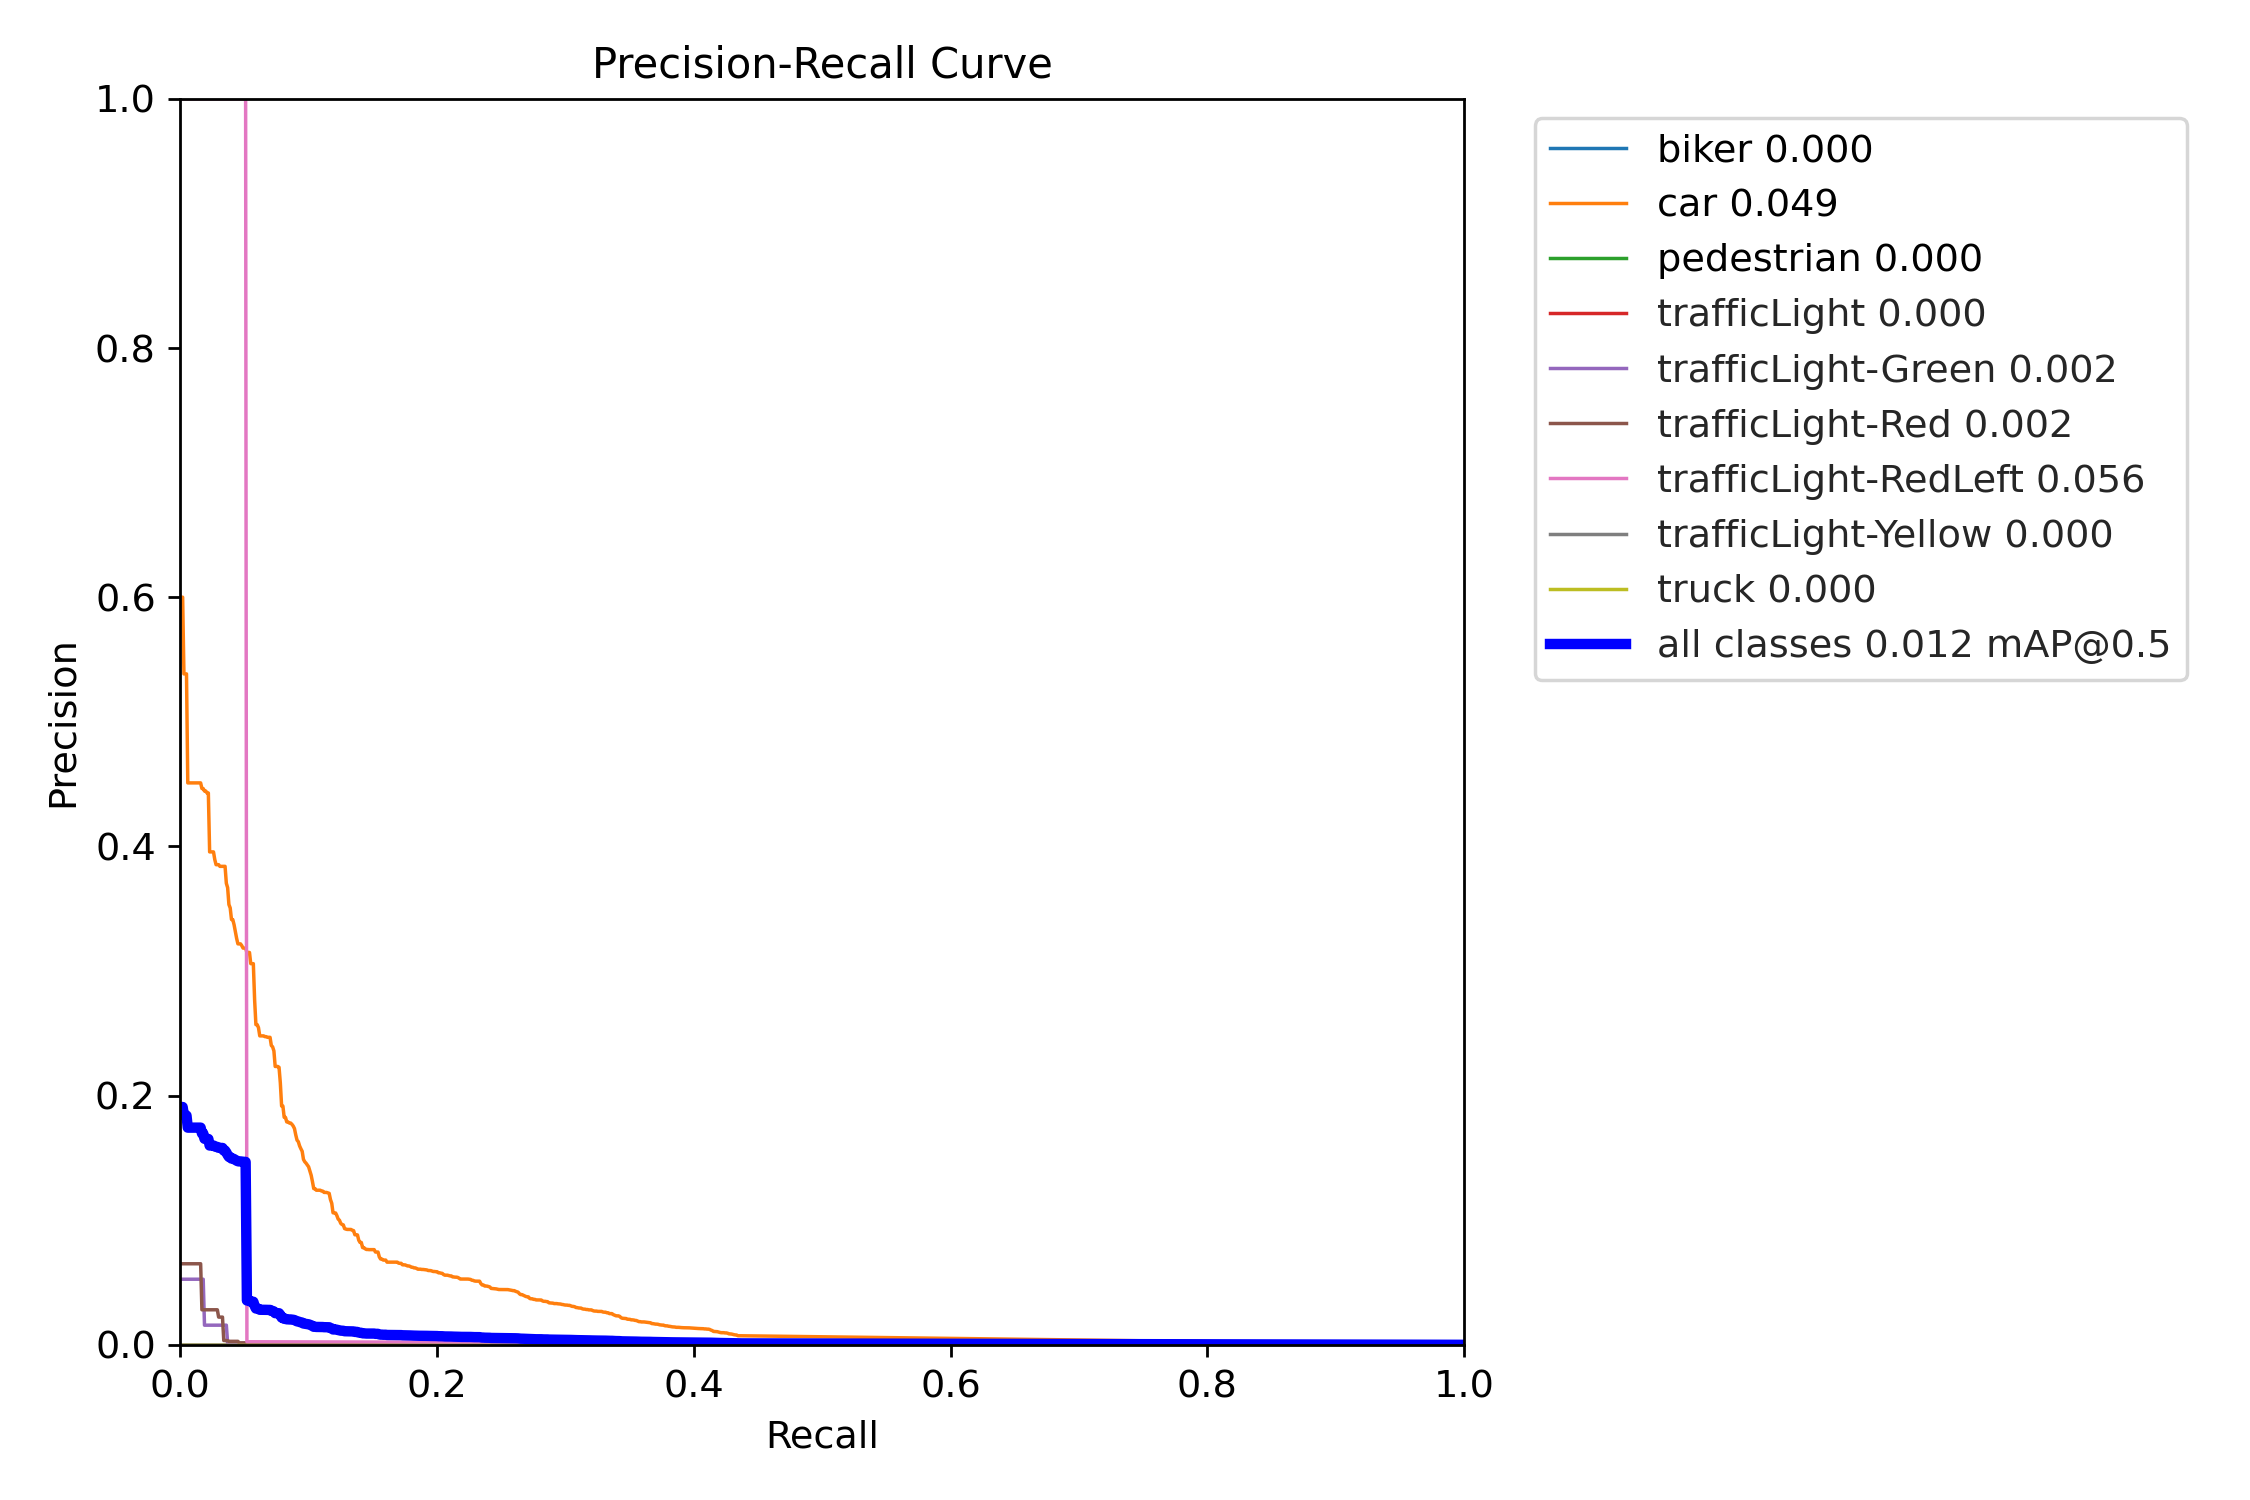 Precision-Recall Curve
1.0
0.8
0.6
0.4
0.2
0.0
Precision
0.0 0.2 0.4 0.6 0.8 1.0
Recall
biker 0.000
car 0.049
pedestrian 0.000
trafficLight 0.000
trafficLight-Green 0.002
trafficLight-Red 0.002
trafficLight-RedLeft 0.056
trafficLight-Yellow 0.000
truck 0.000
all classes 0.012 mAP@0.5